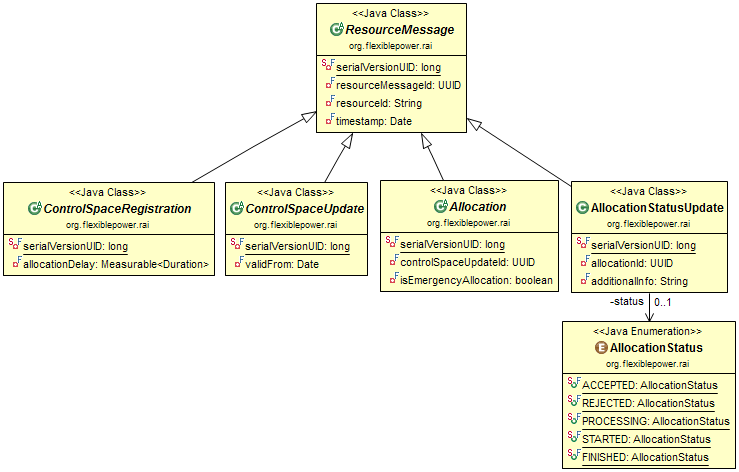 <<Java Class>>
ResourceMessage
org.flexiblepower.rai
serialVersionUID: long
resourceMessageId: UUID
resourceId: String
timestamp: Date
<<Java Class>>
ControlSpaceRegistration
org.flexiblepower.rai
serialVersionUID: long
allocationDelay: Measurable<Duration>
<<Java Class>>
ControlSpaceUpdate
org.flexiblepower.rai
serialVersionUID: long
validFrom: Date
<<Java Class>>
Allocation
org.flexiblepower.rai
serialVersionUID: long
controlSpaceUpdateId: UUID
isEmergencyAllocation: boolean
<<Java Class>>
AllocationStatusUpdate
org.flexiblepower.rai
serialVersionUID: long
allocationId: UUID
additionalInfo: String
-status 0..1
<<Java Enumeration>>
AllocationStatus
org.flexiblepower.rai
ACCEPTED: AllocationStatus
REJECTED: AllocationStatus
PROCESSING: AllocationStatus
STARTED: AllocationStatus
FINISHED: AllocationStatus